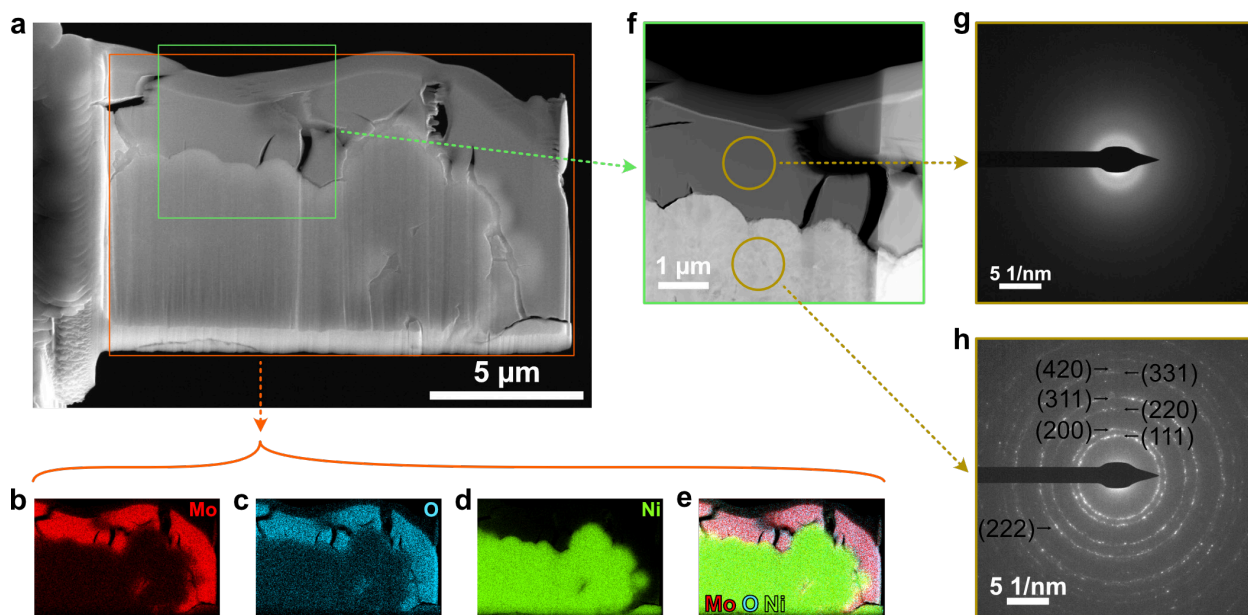 a
5 µm
f
1 µm
g
5 1/nm
h
(420) (331)
(311) (220)
(200) (111)
(222)
5 1/nm
b
Mo
c
O
d
Ni
e
Mo O Ni